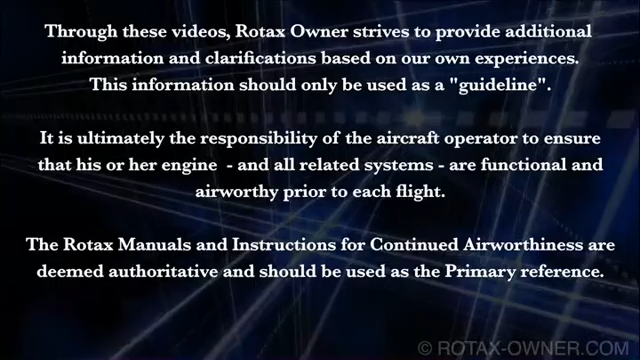 Through these videos, Rotax Owner strives to provide additional
information and clarifications based on our own experiences.
This information should only be used as a "guideline".
It is ultimately the responsibility of the aircraft operator to ensure
that his or her engine - and all related systems - are functional and
airworthy prior to each flight.
The Rotax Manuals and Instructions for Continued Airworthiness are
deemed authoritative and should be used as the Primary reference.
© ROTAX-OWNER.COM